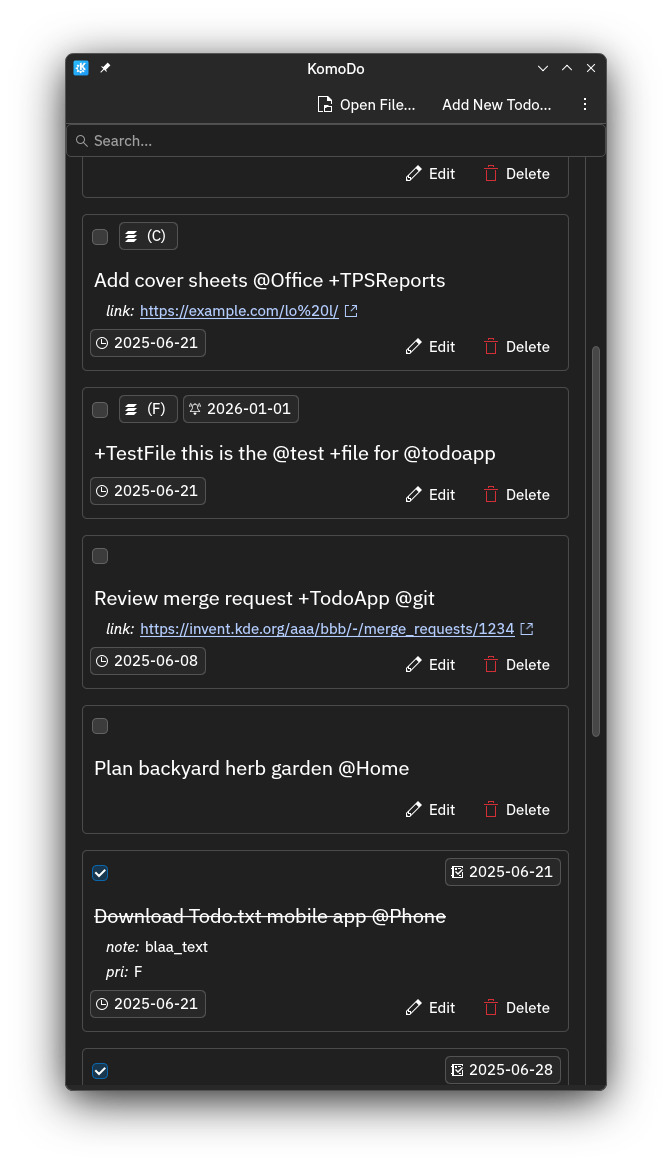 KomoDo
Open File... Add New Todo...
Search...
Edit Delete
(C)
Add cover sheets @Office +TPSReports
link: https://example.com/lo%20l/
2025-06-21 Edit Delete
(F) 2026-01-01
+TestFile this is the @test +file for @todoapp
2025-06-21 Edit Delete
Review merge request +TodoApp @git
link: https://invent.kde.org/aaa/bbb/-/merge_requests/1234
2025-06-08 Edit Delete
Plan backyard herb garden @Home
Edit Delete
2025-06-21
Download Todo.txt mobile app @Phone
note: blaa_text
pri: F
2025-06-21 Edit Delete
2025-06-28